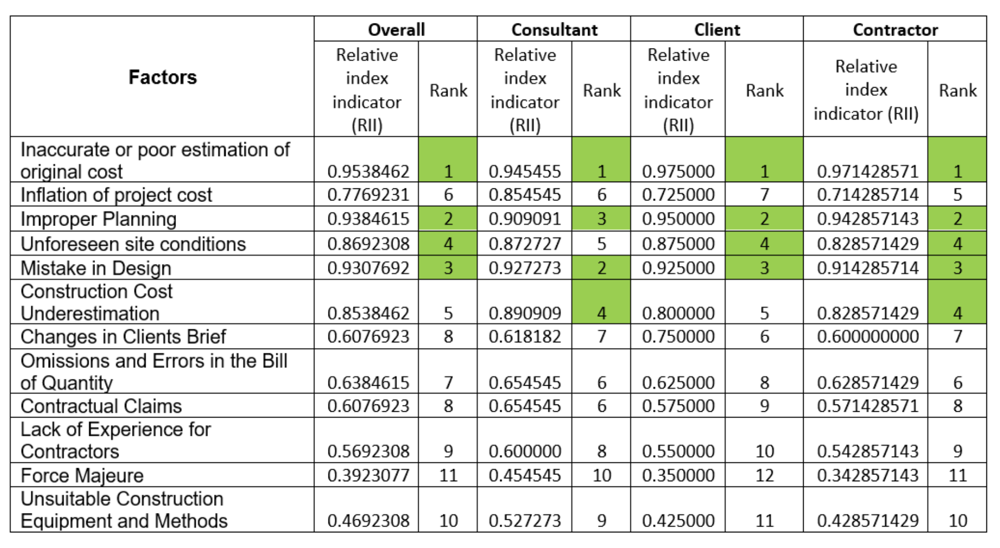 Factors
Overall
Consultant
Client
Contractor
Relative
index
indicator
(RII)
Rank
Relative
index
indicator
(RII)
Rank
Relative
index
indicator
(RII)
Rank
Relative
index
indicator (RII)
Rank
Inaccurate or poor estimation of
original cost 0.9538462 1 0.945455 1 0.975000 1 0.971428571 1
Inflation of project cost 0.7769231 6 0.854545 6 0.725000 7 0.714285714 5
Improper Planning 0.9384615 2 0.909091 3 0.950000 2 0.942857143 2
Unforeseen site conditions 0.8692308 4 0.872727 5 0.875000 4 0.828571429 4
Mistake in Design 0.9307692 3 0.927273 2 0.925000 3 0.914285714 3
Construction Cost
Underestimation 0.8538462 5 0.890909 4 0.800000 5 0.828571429 4
Changes in Clients Brief 0.6076923 8 0.618182 7 0.750000 6 0.600000000 7
Omissions and Errors in the Bill
of Quantity 0.6384615 7 0.654545 6 0.625000 8 0.628571429 6
Contractual Claims 0.6076923 8 0.654545 6 0.575000 9 0.571428571 8
Lack of Experience for
Contractors 0.5692308 9 0.600000 8 0.550000 10 0.542857143 9
Force Majeure 0.3923077 11 0.454545 10 0.350000 12 0.342857143 11
Unsuitable Construction
Equipment and Methods 0.4692308 10 0.527273 9 0.425000 11 0.428571429 10